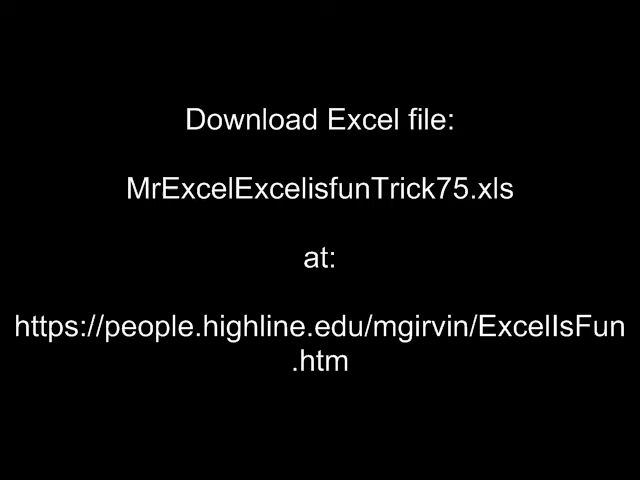 Download Excel file:
MrExcelExcelisfunTrick75.xls
at:
https://people.highline.edu/mgirvin/ExcelIsFun
.htm